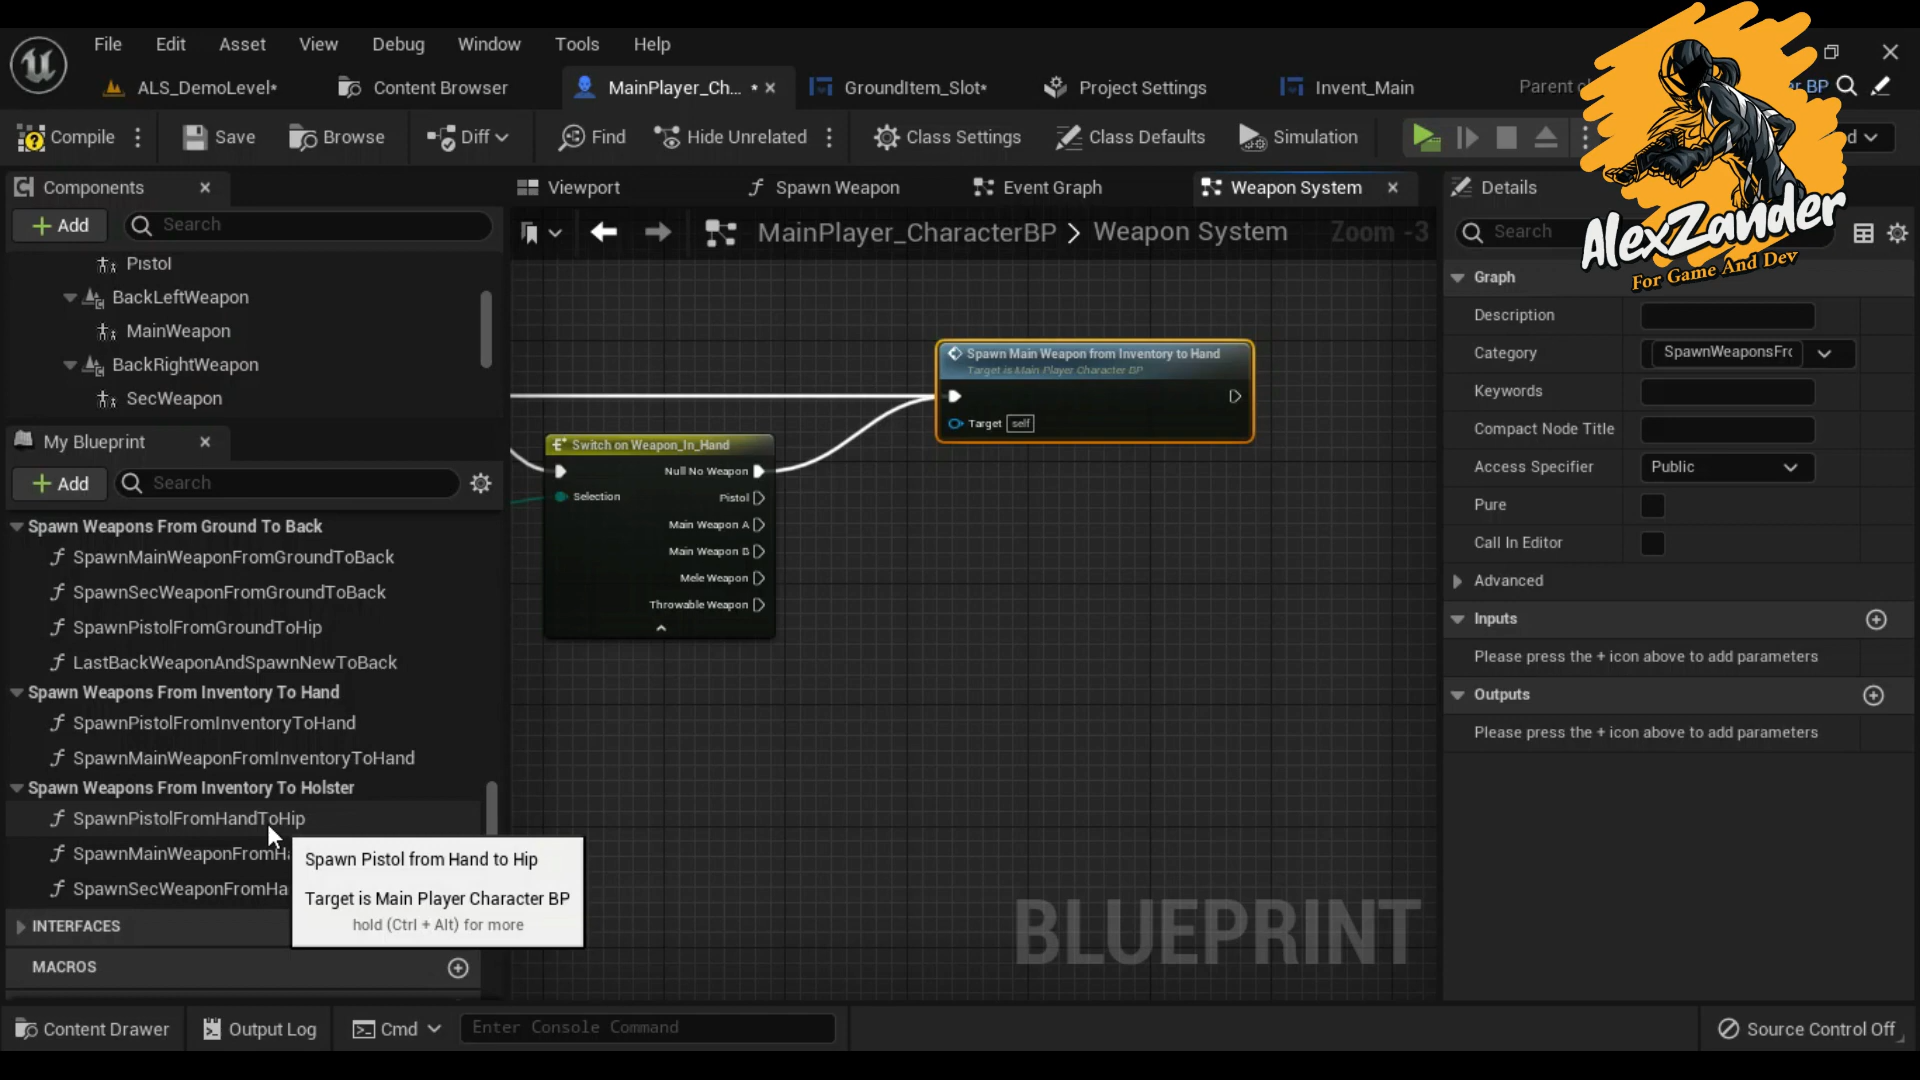 File Edit Asset View Debug Window Tools Help
ALS_DemoLevel* Content Browser MainPlayer_Ch... * GroundItem_Slot* Project Settings Invent_Main Parent
er BP
Compile Save Browse Diff Find Hide Unrelated Class Settings Class Defaults Simulation
AlexZander
For Game And Dev
Components
Viewport Spawn Weapon Event Graph Weapon System
Details
Add Search
MainPlayer_CharacterBP > Weapon System Zoom -3
Search
Pistol
BackLeftWeapon
MainWeapon
BackRightWeapon
SecWeapon
My Blueprint
Add Search
Spawn Weapons From Ground To Back
SpawnMainWeaponFromGroundToBack
SpawnSecWeaponFromGroundToBack
SpawnPistolFromGroundToHip
LastBackWeaponAndSpawnNewToBack
Spawn Weapons From Inventory To Hand
SpawnPistolFromInventoryToHand
SpawnMainWeaponFromInventoryToHand
Spawn Weapons From Inventory To Holster
SpawnPistolFromHandToHip
SpawnMainWeaponFromHa
SpawnSecWeaponFromHa
Spawn Pistol from Hand to Hip
Target is Main Player Character BP
hold (Ctrl + Alt) for more
INTERFACES
MACROS
Spawn Main Weapon from Inventory to Hand
Target is Main Player Character BP
Target self
Switch on Weapon_In_Hand
Null No Weapon
Selection Pistol
Main Weapon A
Main Weapon B
Mele Weapon
Throwable Weapon
BLUEPRINT
Graph
Description
Category SpawnWeaponsFrc
Keywords
Compact Node Title
Access Specifier Public
Pure
Call In Editor
Advanced
Inputs
Please press the + icon above to add parameters
Outputs
Please press the + icon above to add parameters
Content Drawer Output Log Cmd Enter Console Command Source Control Off